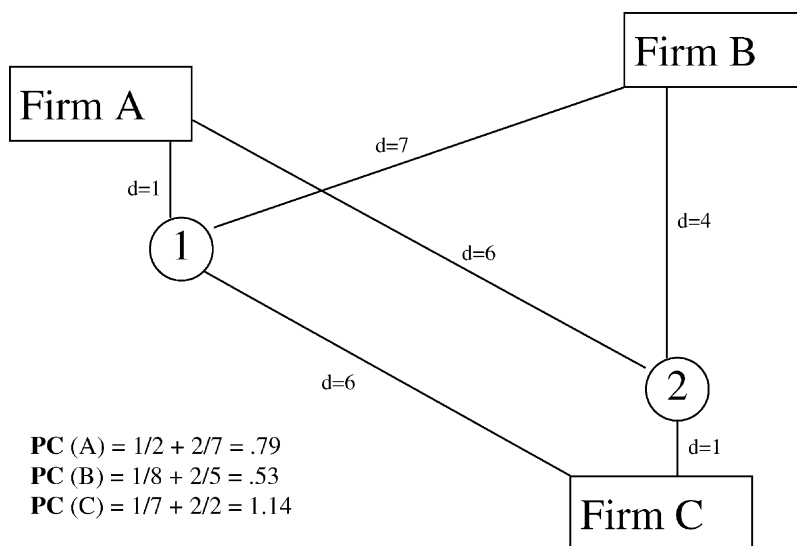 Firm B
Firm A
d=7
d=1
d=4
1
d=6
2
d=6
d=1
PC (A) = 1/2 + 2/7 = .79
PC (B) = 1/8 + 2/5 = .53
PC (C) = 1/7 + 2/2 = 1.14
Firm C